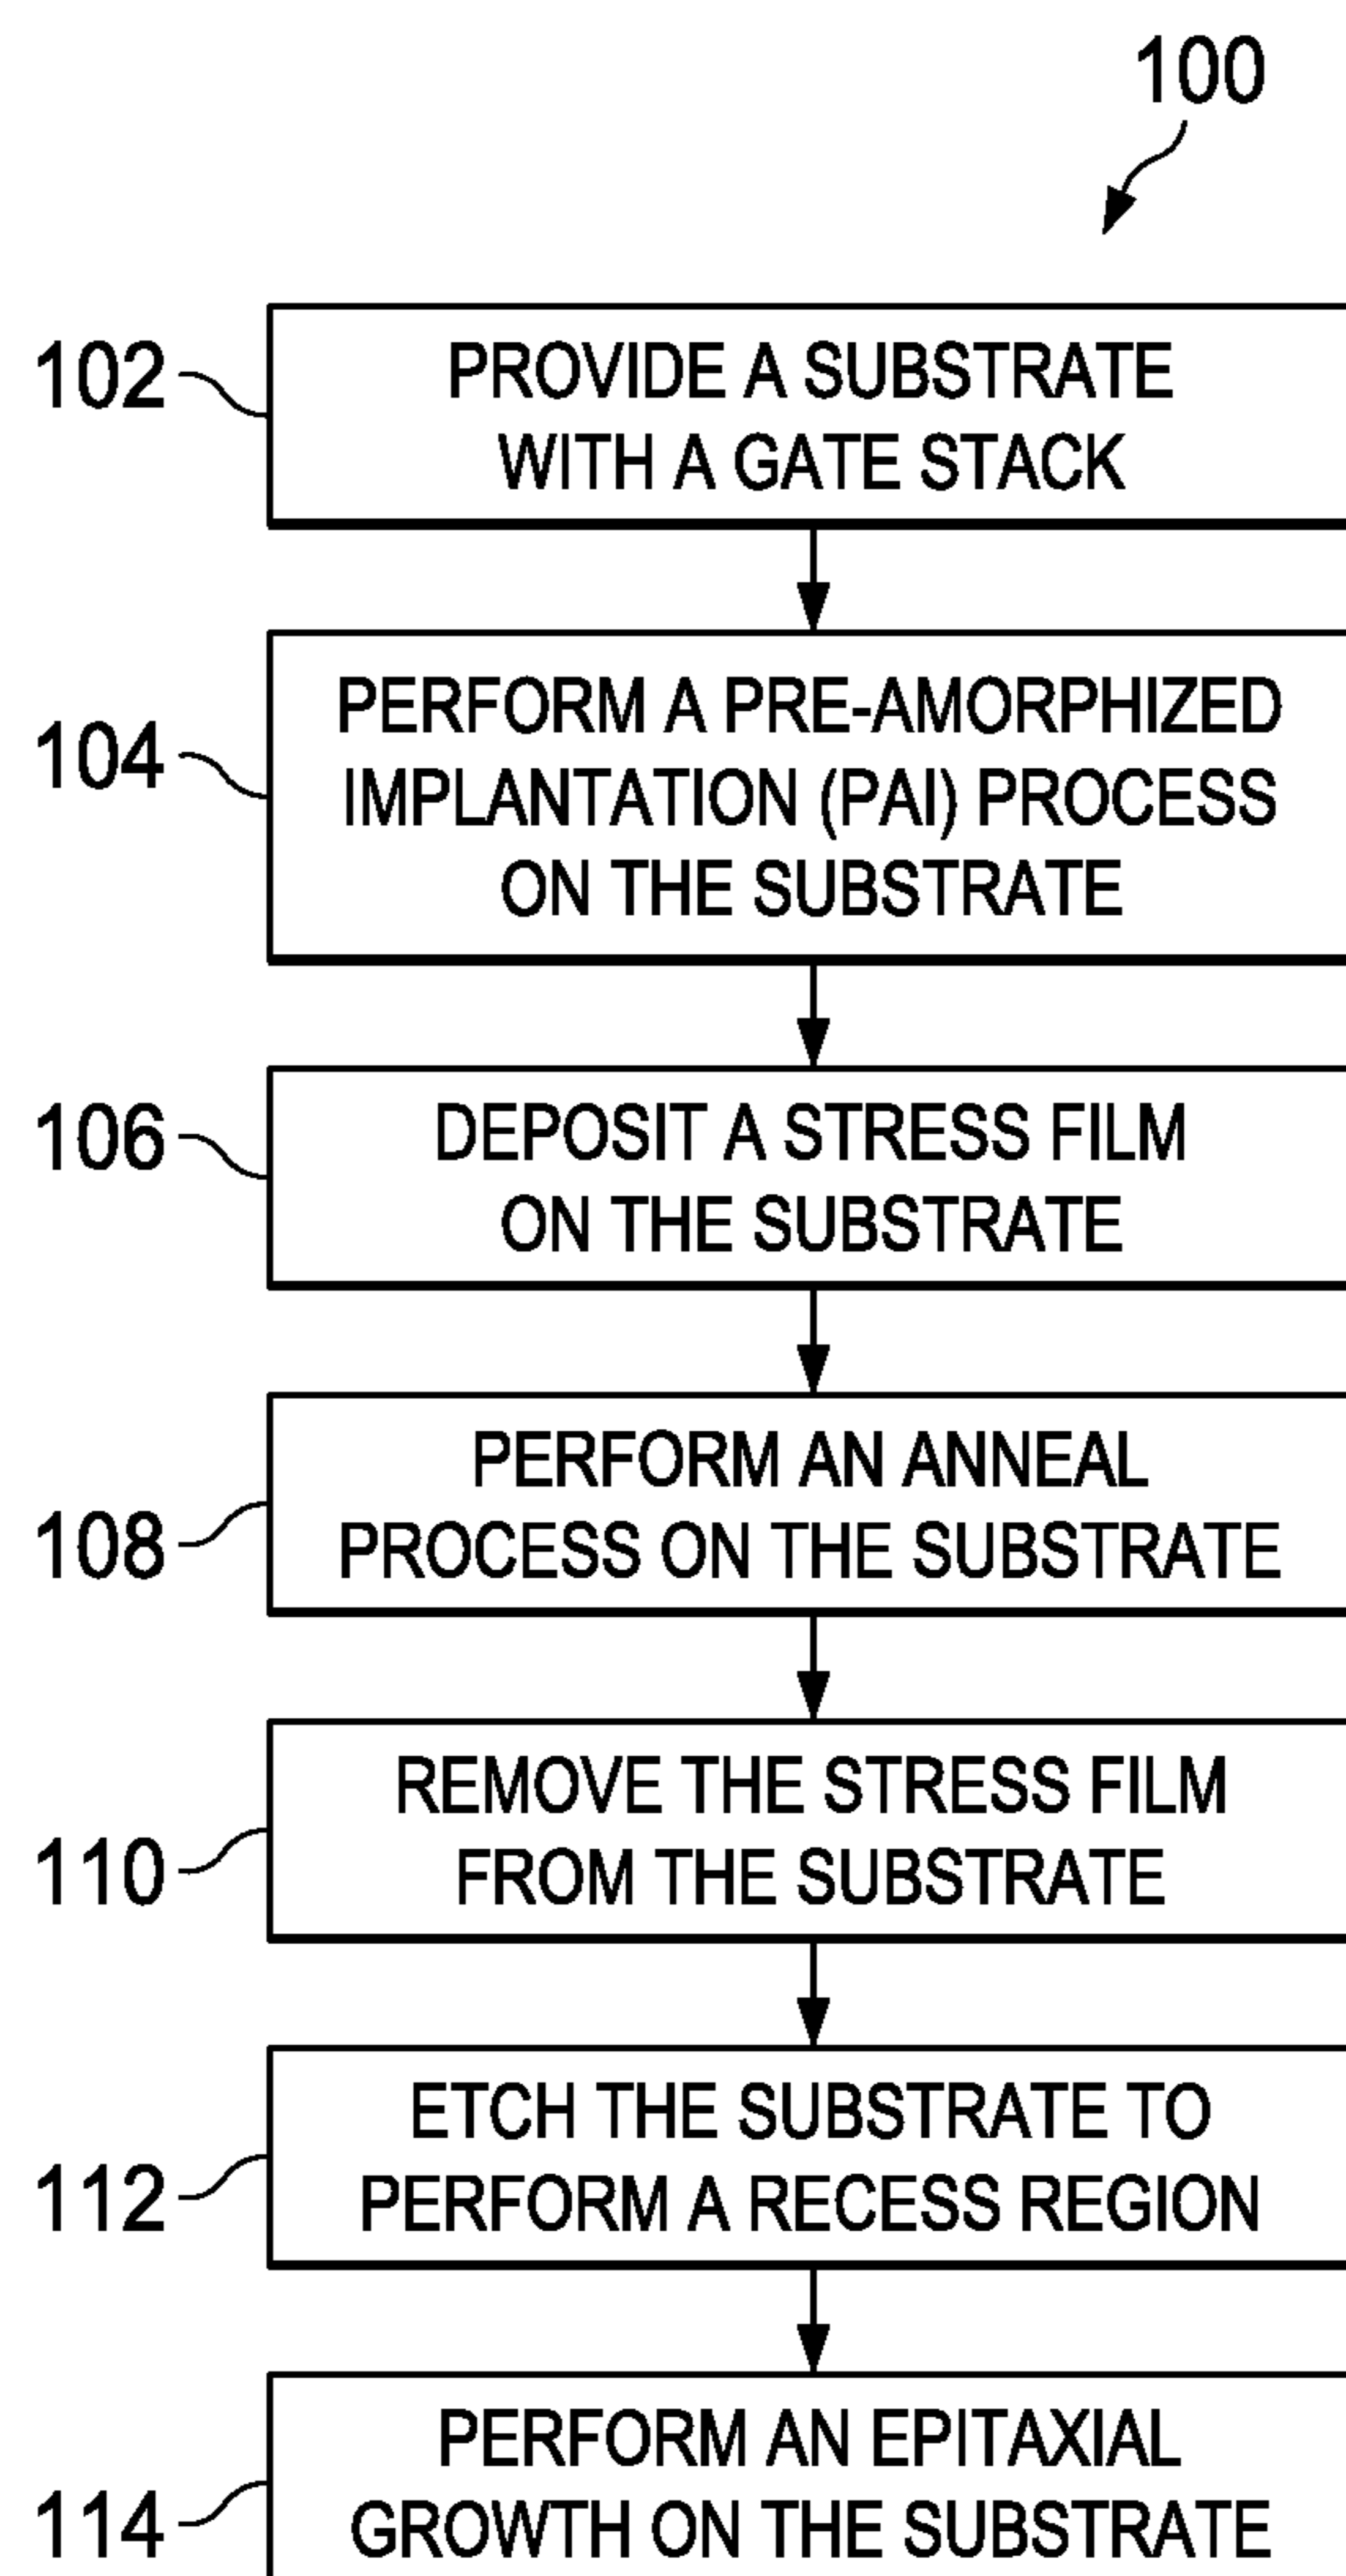 100
102
PROVIDE A SUBSTRATE
WITH A GATE STACK
104
PERFORM A PRE-AMORPHIZED
IMPLANTATION (PAI) PROCESS
ON THE SUBSTRATE
106
DEPOSIT A STRESS FILM
ON THE SUBSTRATE
108
PERFORM AN ANNEAL
PROCESS ON THE SUBSTRATE
110
REMOVE THE STRESS FILM
FROM THE SUBSTRATE
112
ETCH THE SUBSTRATE TO
PERFORM A RECESS REGION
114
PERFORM AN EPITAXIAL
GROWTH ON THE SUBSTRATE